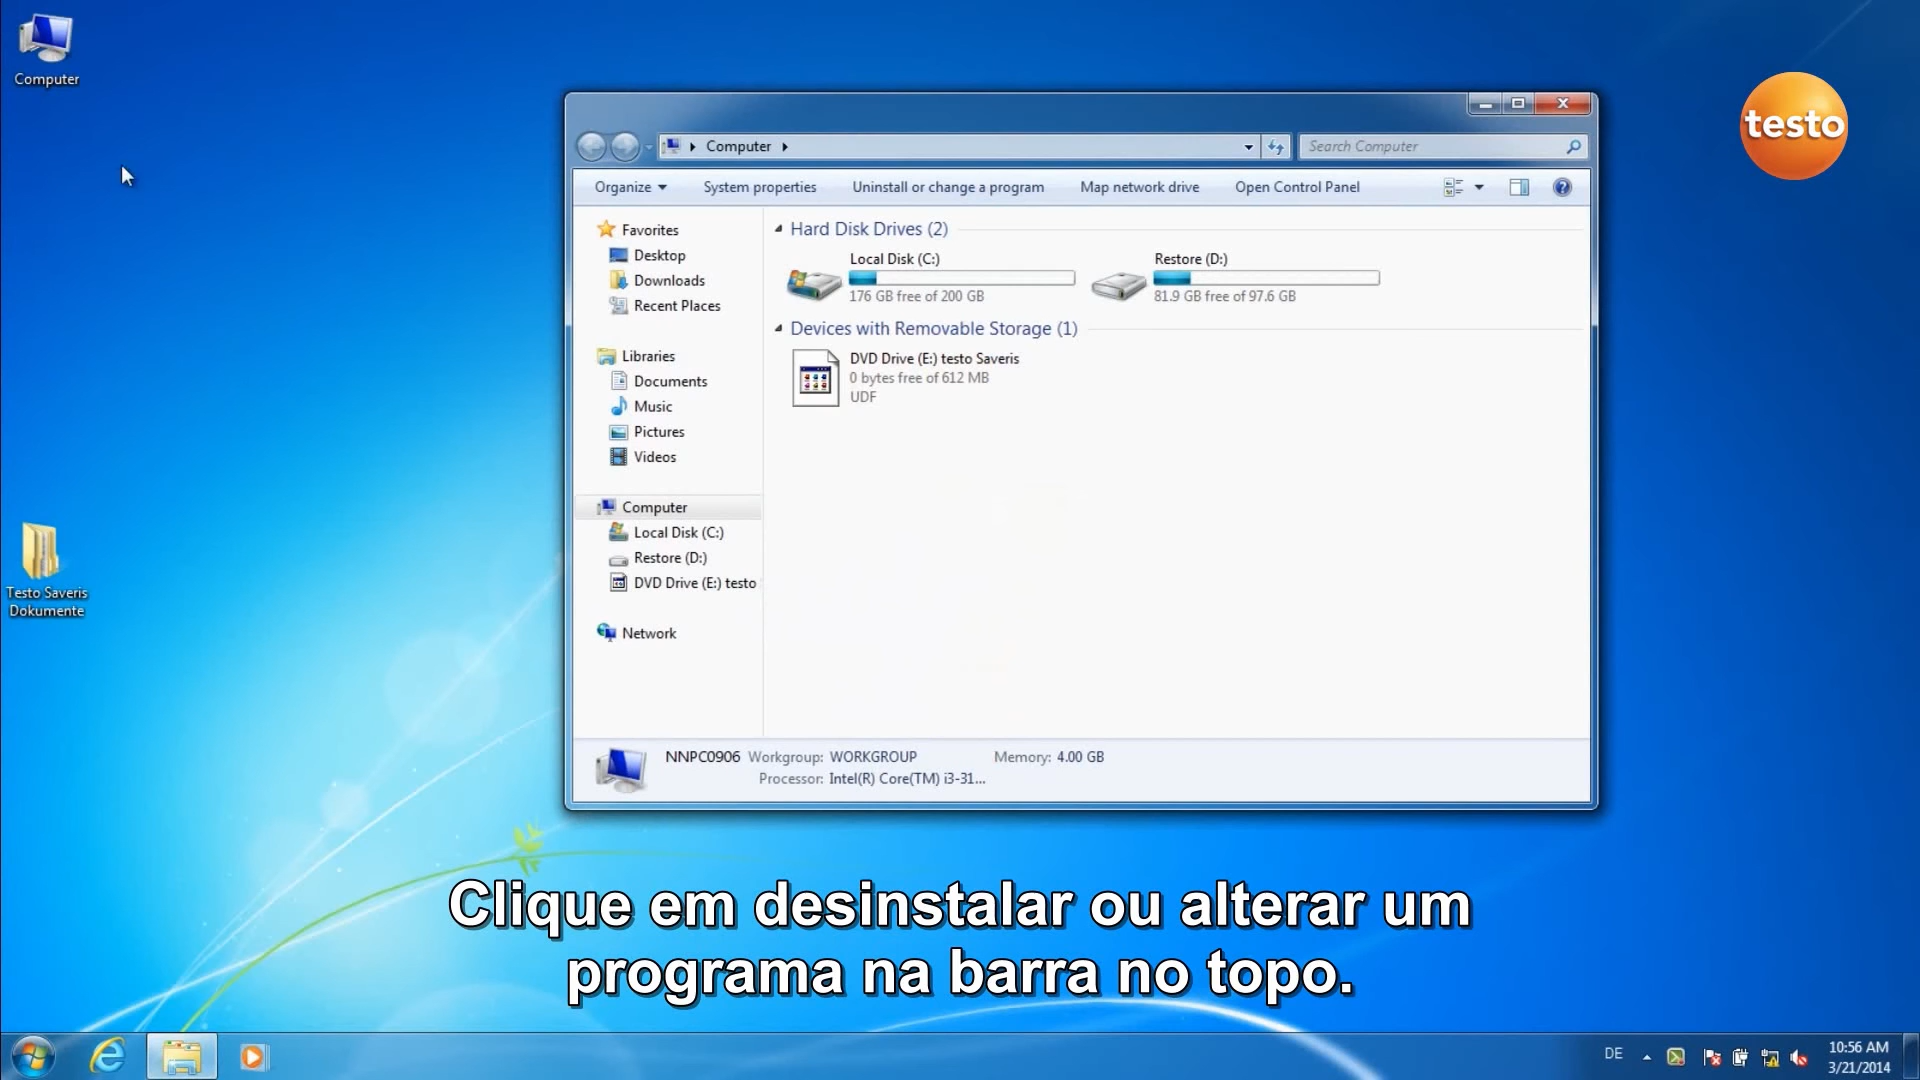 Computer
testo
Computer
Search Computer
Organize
System properties
Uninstall or change a program
Map network drive
Open Control Panel
Favorites
Desktop
Downloads
Recent Places
Libraries
Documents
Music
Pictures
Videos
Computer
Local Disk (C:)
Restore (D:)
DVD Drive (E:) testo
Network
Hard Disk Drives (2)
Local Disk (C:)
176 GB free of 200 GB
Restore (D:)
81.9 GB free of 97.6 GB
Devices with Removable Storage (1)
DVD Drive (E:) testo Saveris
0 bytes free of 612 MB
UDF
Testo Saveris
Dokumente
NNPC0906 Workgroup: WORKGROUP Memory: 4.00 GB
Processor: Intel(R) Core(TM) i3-31...
Clique em desinstalar ou alterar um
programa na barra no topo.
DE
10:56 AM
3/21/2014